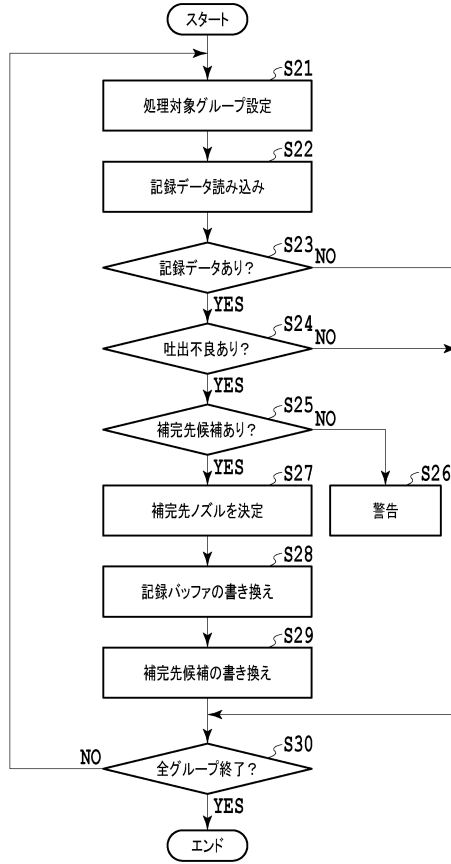 スタート
S21
処理対象グループ設定
S22
記録データ読み込み
S23
記録データあり？
NO
YES
S24
吐出不良あり？
NO
YES
S25
補完先候補あり？
NO
YES
S26
警告
S27
補完先ノズルを決定
S28
記録バッファの書き換え
S29
補完先候補の書き換え
S30
全グループ終了？
NO
YES
エンド